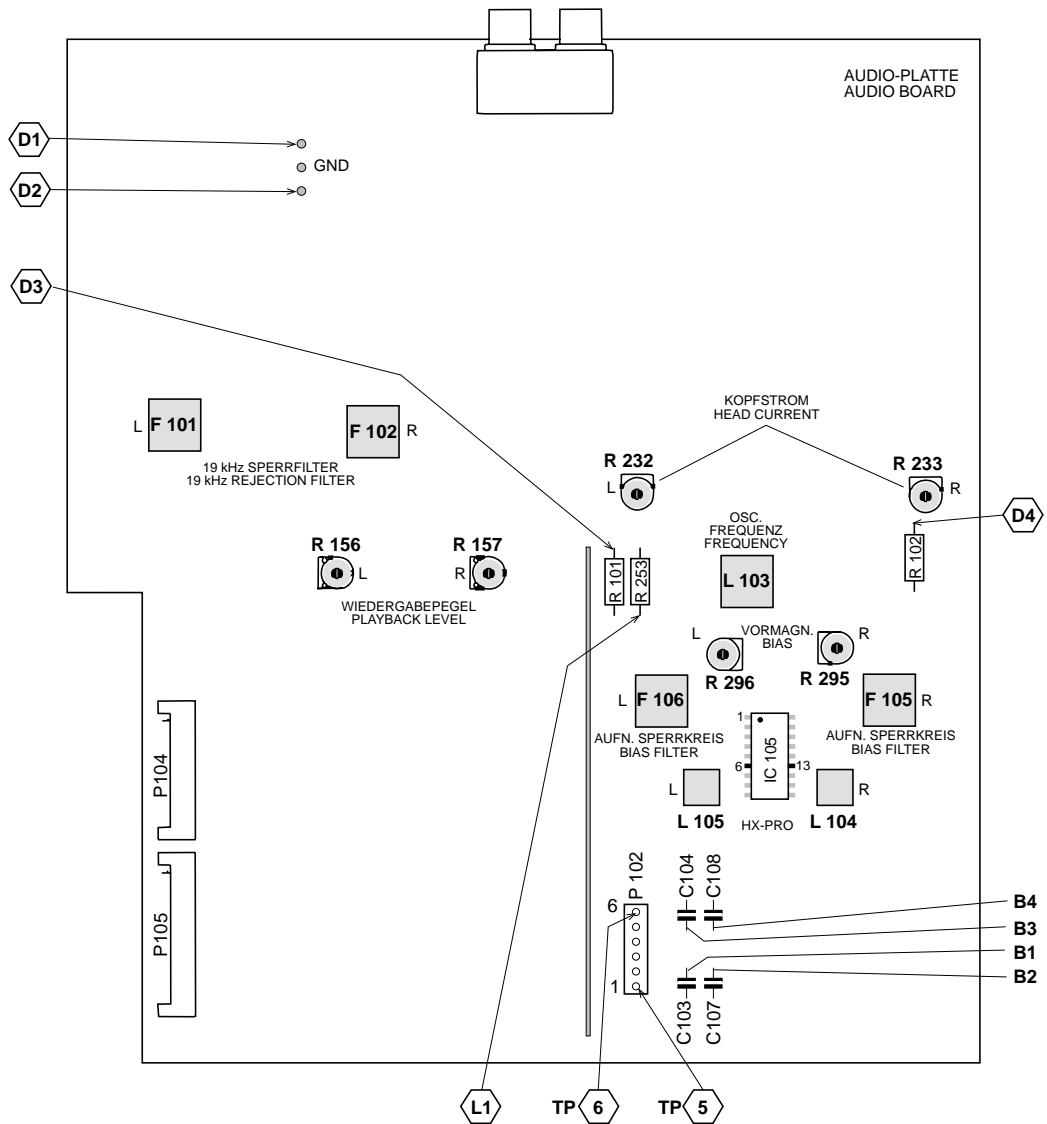 AUDIO-PLATTE
AUDIO BOARD
D1
GND
D2
D3
KOPFSTROM
HEAD CURRENT
L
F 101
F 102
R
19 kHz SPERRFILTER
19 kHz REJECTION FILTER
R 232
L
R 233
R
D4
OSC.
FREQUENZ
FREQUENCY
L 103
R 102
R 156
L
R 157
R
WIEDERGABEPEGEL
PLAYBACK LEVEL
R 101
R 253
L
VORMAGN.
BIAS
R
R 296
R 295
L
F 106
F 105
R
AUFN. SPERRKREIS
BIAS FILTER
AUFN. SPERRKREIS
BIAS FILTER
1
6
IC 105
13
L
L 105
HX-PRO
R
L 104
P104
P105
P 102
6
1
C104
C108
C103
C107
B4
B3
B1
B2
L1
TP 6
TP 5